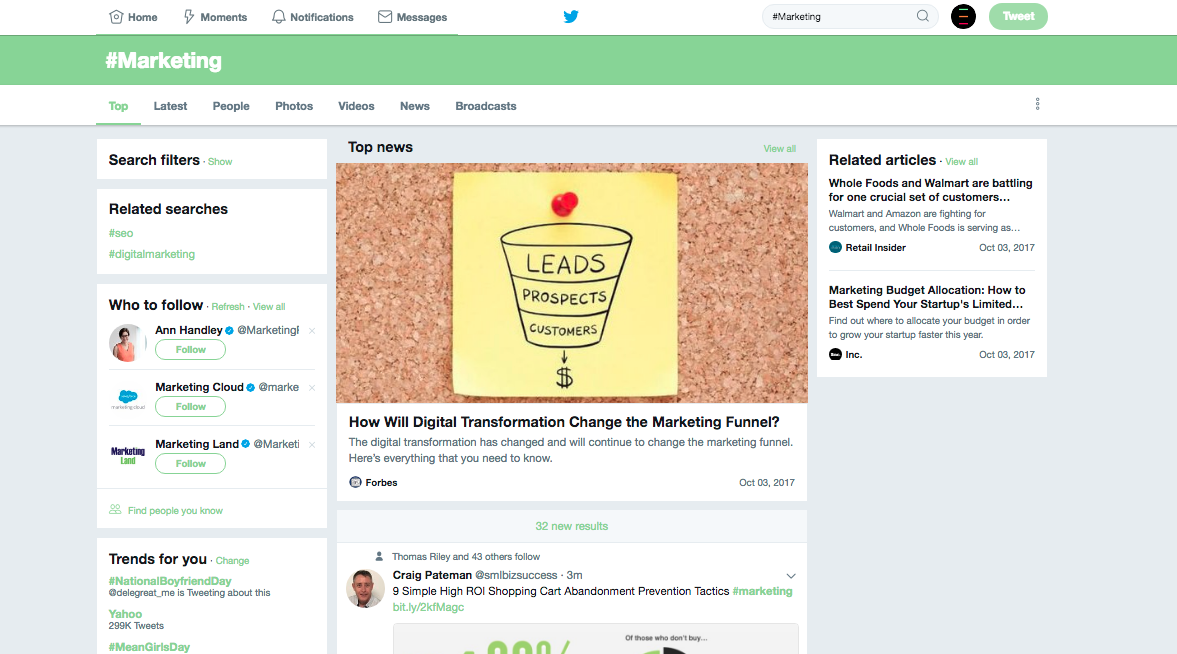 Home Moments Notifications Messages #Marketing Tweet
#Marketing
Top Latest People Photos Videos News Broadcasts
Search filters · Show
Related searches
#seo
#digitalmarketing
Who to follow · Refresh · View all
Ann Handley @MarketingP
Follow
marketing cloud
Marketing Cloud @marke
Follow
Marketing
Land
Marketing Land @Marketi
Follow
Find people you know
Trends for you · Change
#NationalBoyfriendDay
@delegreat_me is Tweeting about this
Yahoo
299K Tweets
#MeanGirlsDay
Top news View all
LEADS
PROSPECTS
CUSTOMERS
$
How Will Digital Transformation Change the Marketing Funnel?
The digital transformation has changed and will continue to change the marketing funnel.
Here's everything that you need to know.
Forbes Oct 03, 2017
32 new results
Thomas Riley and 43 others follow
Craig Pateman @smlbizsuccess · 3m
9 Simple High ROI Shopping Cart Abandonment Prevention Tactics #marketing
bit.ly/2kfMagc
Of those who don't buy...
Related articles · View all
Whole Foods and Walmart are battling
for one crucial set of customers...
Walmart and Amazon are fighting for
customers, and Whole Foods is serving as...
Retail Insider Oct 03, 2017
Marketing Budget Allocation: How to
Best Spend Your Startup's Limited...
Find out where to allocate your budget in order
to grow your startup faster this year.
Inc. Oct 03, 2017